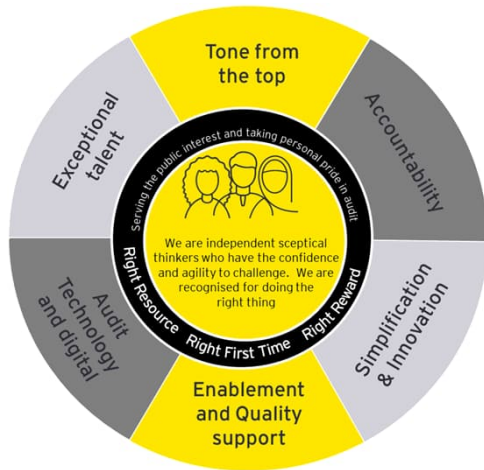 Tone from
the top
Accountability
Simplification
& Innovation
Enablement
and Quality
support
Audit
Technology
and digital
Exceptional
talent
Serving the public interest and taking personal pride in audit
We are independent sceptical
thinkers who have the confidence
and agility to challenge. We are
recognised for doing the
right thing
Right Resource Right First Time Right Reward